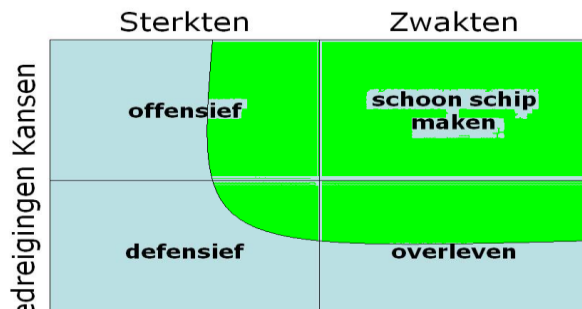 Sterkten Zwakten
Kansen
offensief
schoon schip
maken
edreigingen
defensief
overleven